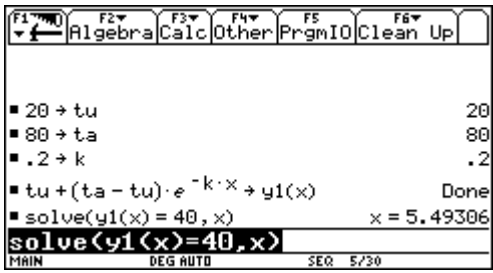 F1 F2 F3 F4 F5 F6
Algebra Calc Other PrgmIO Clean Up
20 → tu 20
80 → ta 80
.2 → k .2
tu + (ta - tu)·e^(-k·x) → y1(x) Done
solve(y1(x) = 40, x) x = 5.49306
solve(y1(x)=40,x)
MAIN DEG AUTO SEQ 5/30